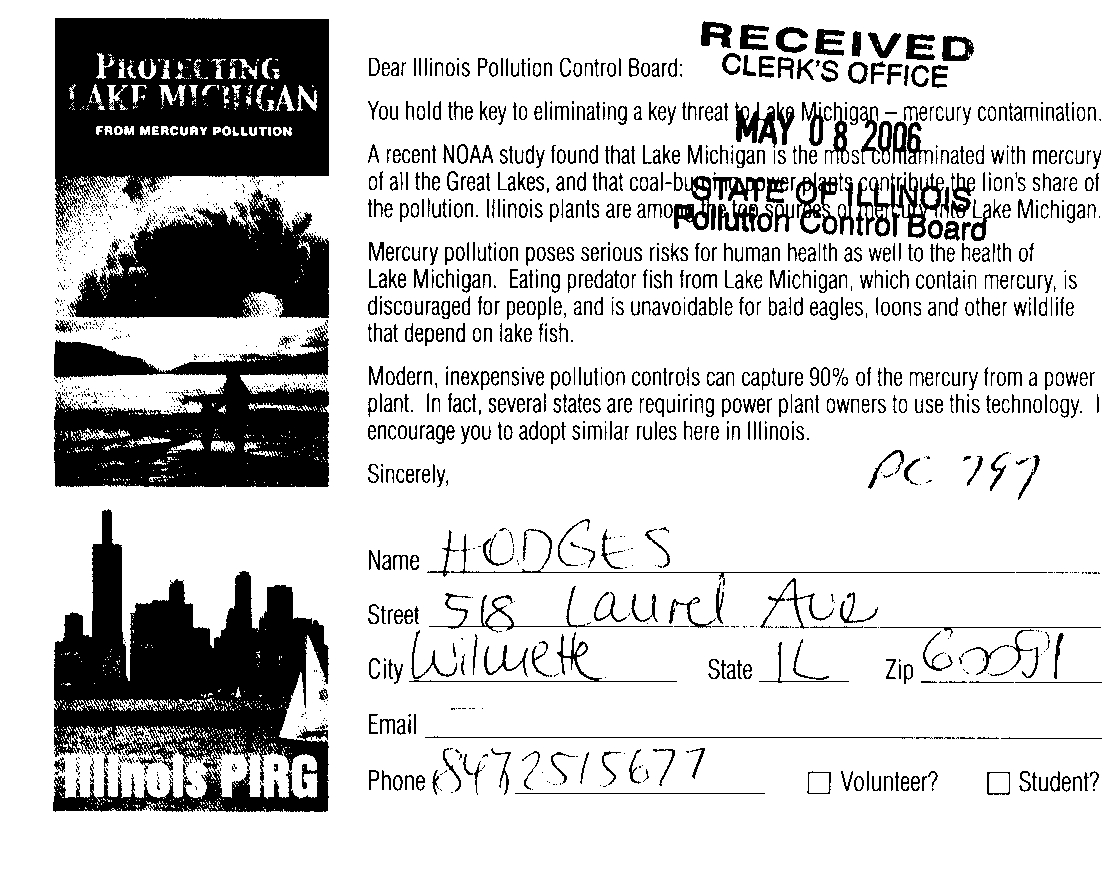 PROTECTING
LAKE MICHIGAN
FROM MERCURY POLLUTION
Illinois PIRG
RECEIVED
CLERK'S OFFICE
MAY 08 2006
STATE OF ILLINOIS
Pollution Control Board
Dear Illinois Pollution Control Board:
You hold the key to eliminating a key threat to Lake Michigan – mercury contamination.
A recent NOAA study found that Lake Michigan is the most contaminated with mercury
of all the Great Lakes, and that coal-burning power plants contribute the lion's share of
the pollution. Illinois plants are among the top sources of mercury into Lake Michigan.
Mercury pollution poses serious risks for human health as well to the health of
Lake Michigan. Eating predator fish from Lake Michigan, which contain mercury, is
discouraged for people, and is unavoidable for bald eagles, loons and other wildlife
that depend on lake fish.
Modern, inexpensive pollution controls can capture 90% of the mercury from a power
plant. In fact, several states are requiring power plant owners to use this technology. I
encourage you to adopt similar rules here in Illinois.
Sincerely,
PC 797
Name HODGES
Street 518 Laurel Ave
City Wilmette State IL Zip 60091
Email
Phone 8472515677 Volunteer? Student?